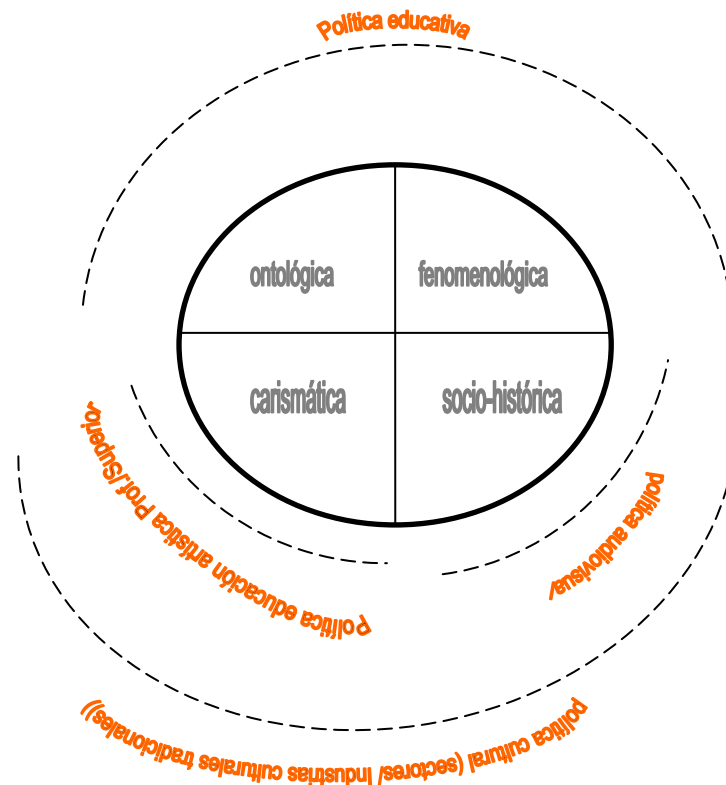 Política educativa
ontológica
fenomenológica
carismática
socio-histórica
Política educación artística Prof./Superior
política audiovisual
política cultural (sectores/ Industrias culturales tradicionales))